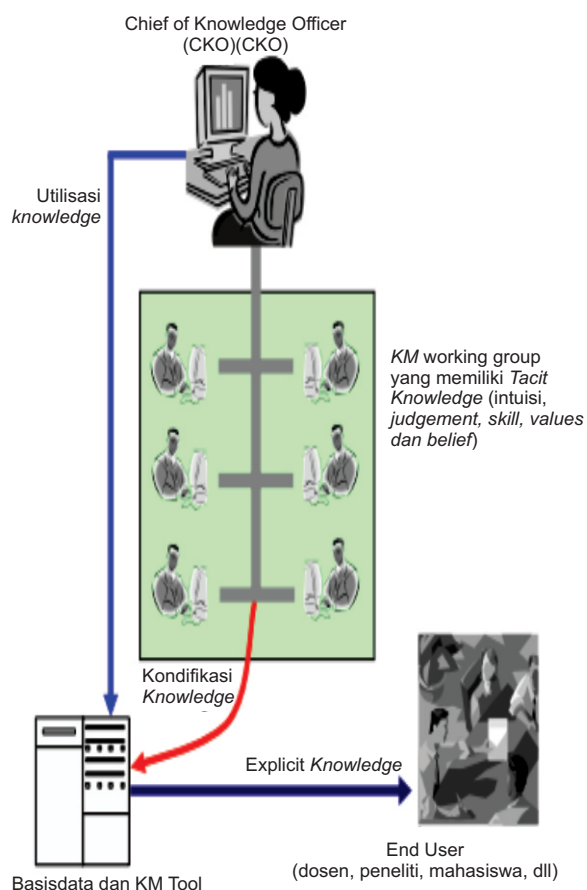 Chief of Knowledge Officer
(CKO)(CKO)
Utilisasi
knowledge
KM working group
yang memiliki Tacit
Knowledge (intuisi,
judgement, skill, values
dan belief)
Kondifikasi
Knowledge
Explicit Knowledge
Basisdata dan KM Tool
End User
(dosen, peneliti, mahasiswa, dll)